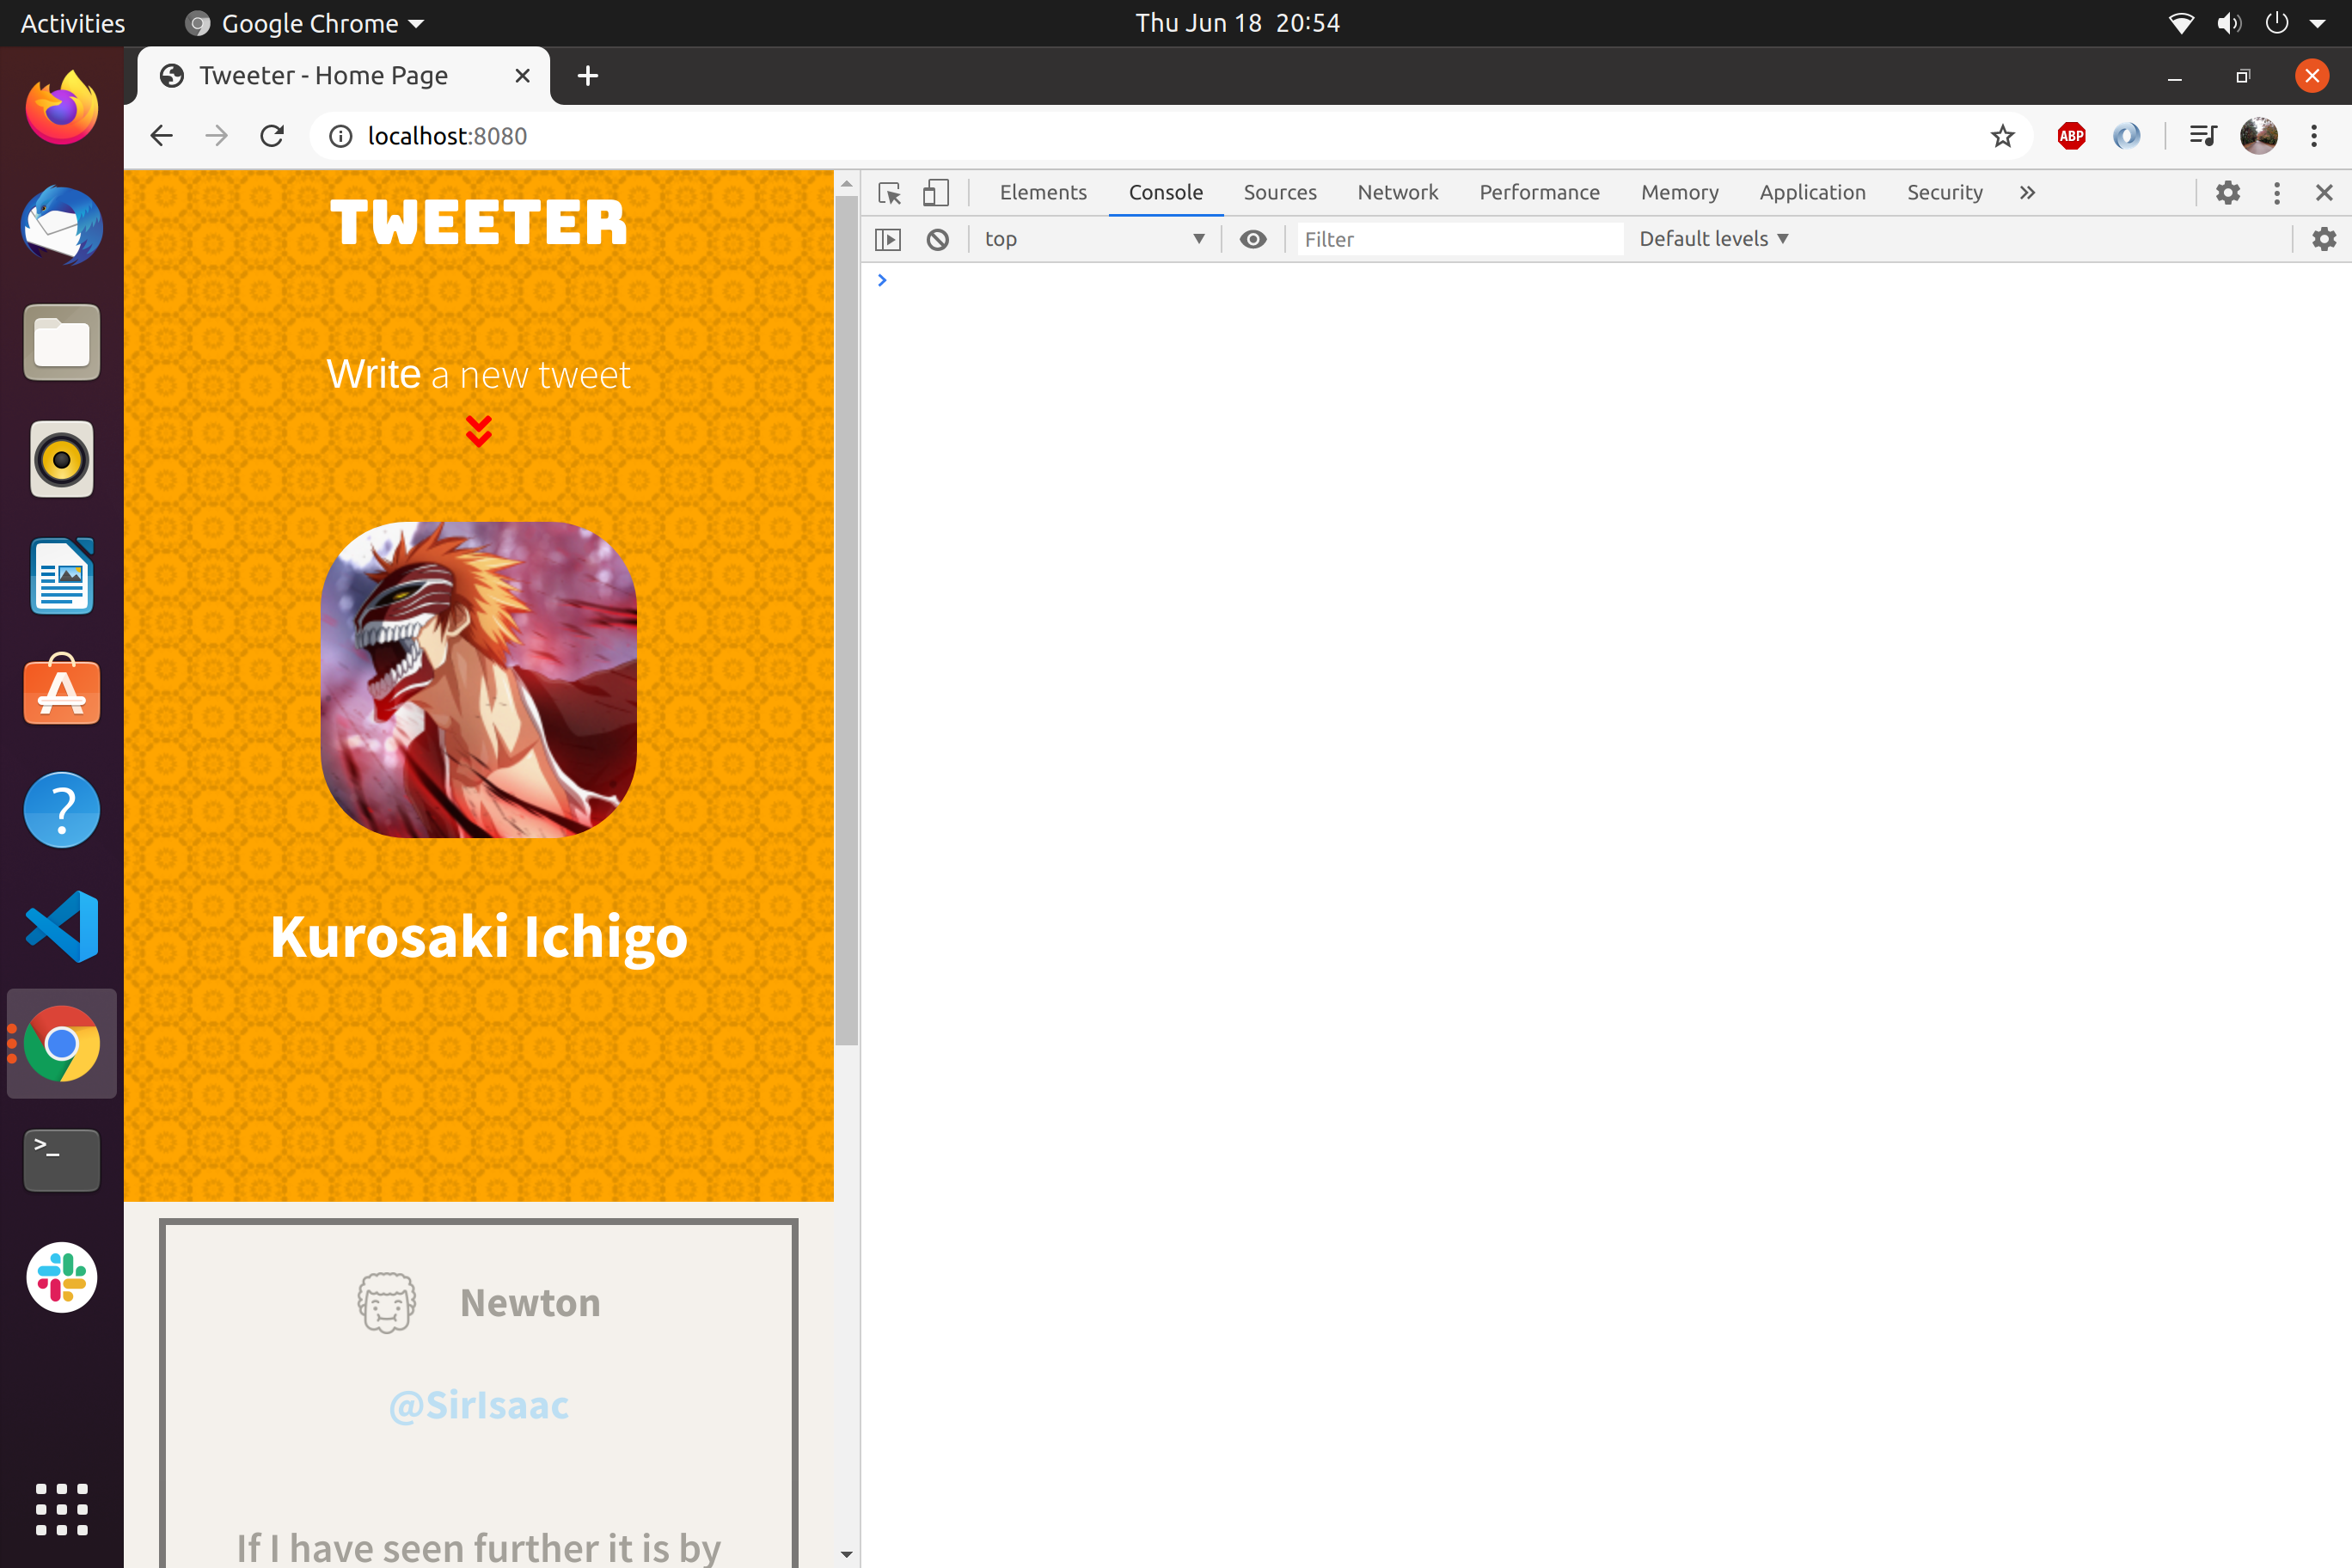 Activities
Google Chrome
Thu Jun 18 20:54
Tweeter - Home Page
localhost:8080
ABP
TWEETER
Write a new tweet
Kurosaki Ichigo
Newton
@SirIsaac
If I have seen further it is by
Elements Console Sources Network Performance Memory Application Security
top
Filter
Default levels